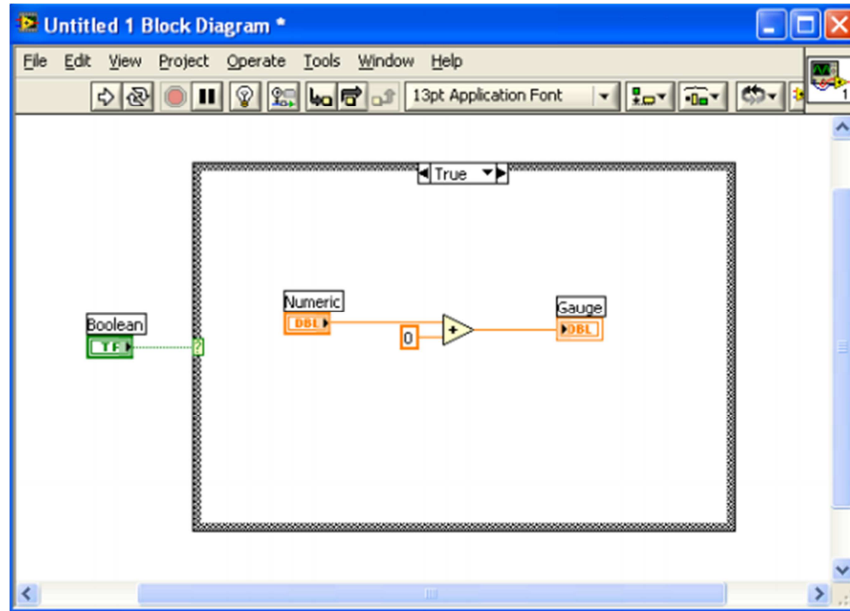 Untitled 1 Block Diagram *
File Edit View Project Operate Tools Window Help
13pt Application Font
1
True
Numeric
DBL
0
+
Gauge
DBL
Boolean
TF
?